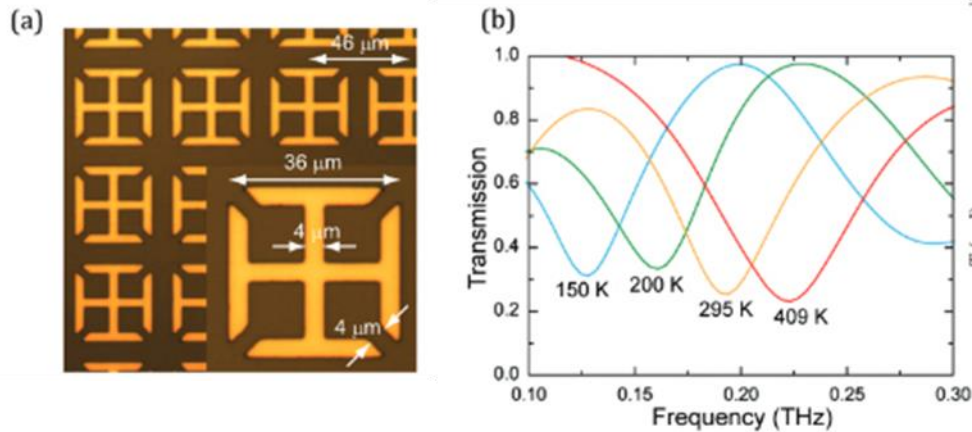 (a)
46 μm
36 μm
4 μm
4 μm
(b)
Transmission
1.0
0.8
0.6
0.4
0.2
0.0
150 K
200 K
295 K
409 K
0.10
0.15
0.20
0.25
0.30
Frequency (THz)